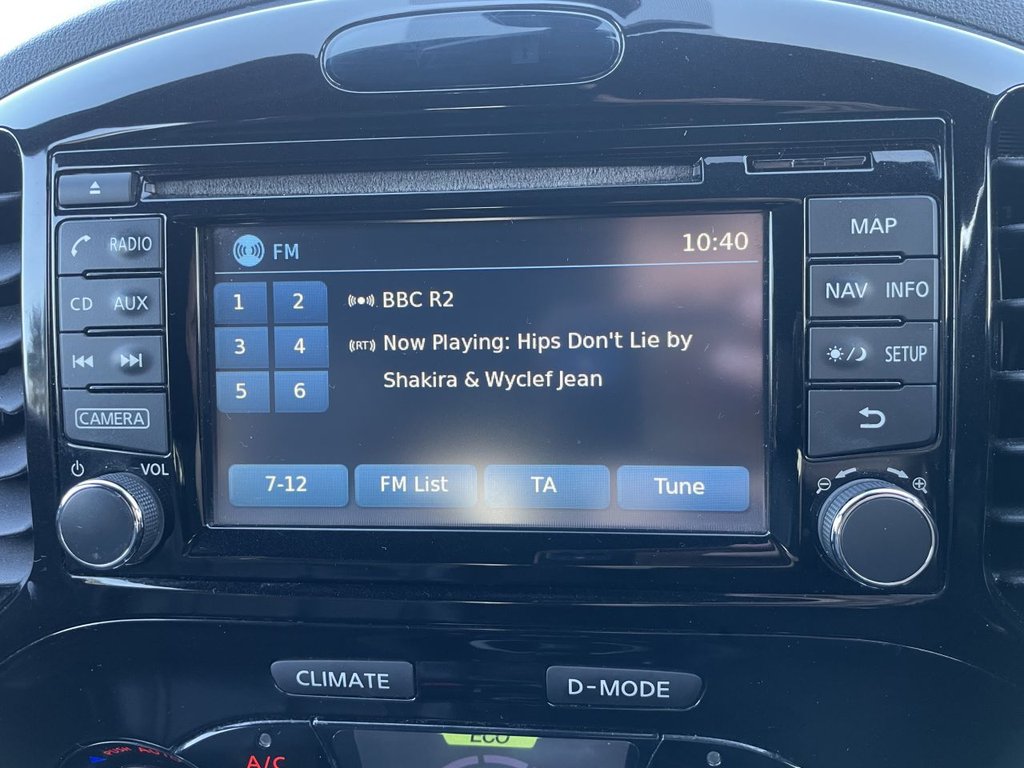 RADIO
CD AUX
CAMERA
VOL
FM 10:40
1 2
3 4
5 6
BBC R2
(RT) Now Playing: Hips Don't Lie by
Shakira & Wyclef Jean
7-12 FM List TA Tune
MAP
NAV INFO
SETUP
CLIMATE D-MODE
PUSH AUTO
A/C
ECO